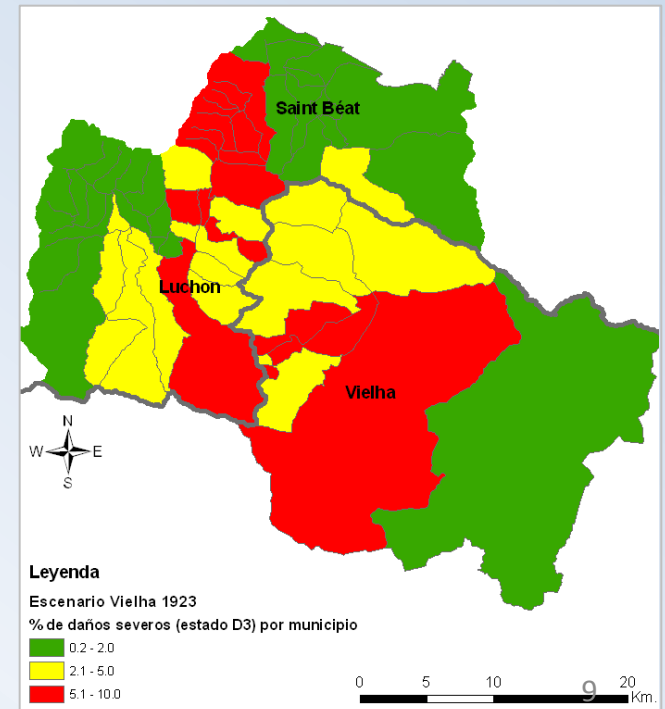 Saint Béat
Luchon
Vielha
N
W E
S
Leyenda
Escenario Vielha 1923
% de daños severos (estado D3) por municipio
0.2 - 2.0
2.1 - 5.0
5.1 - 10.0
0 5 10 20
Km.
9